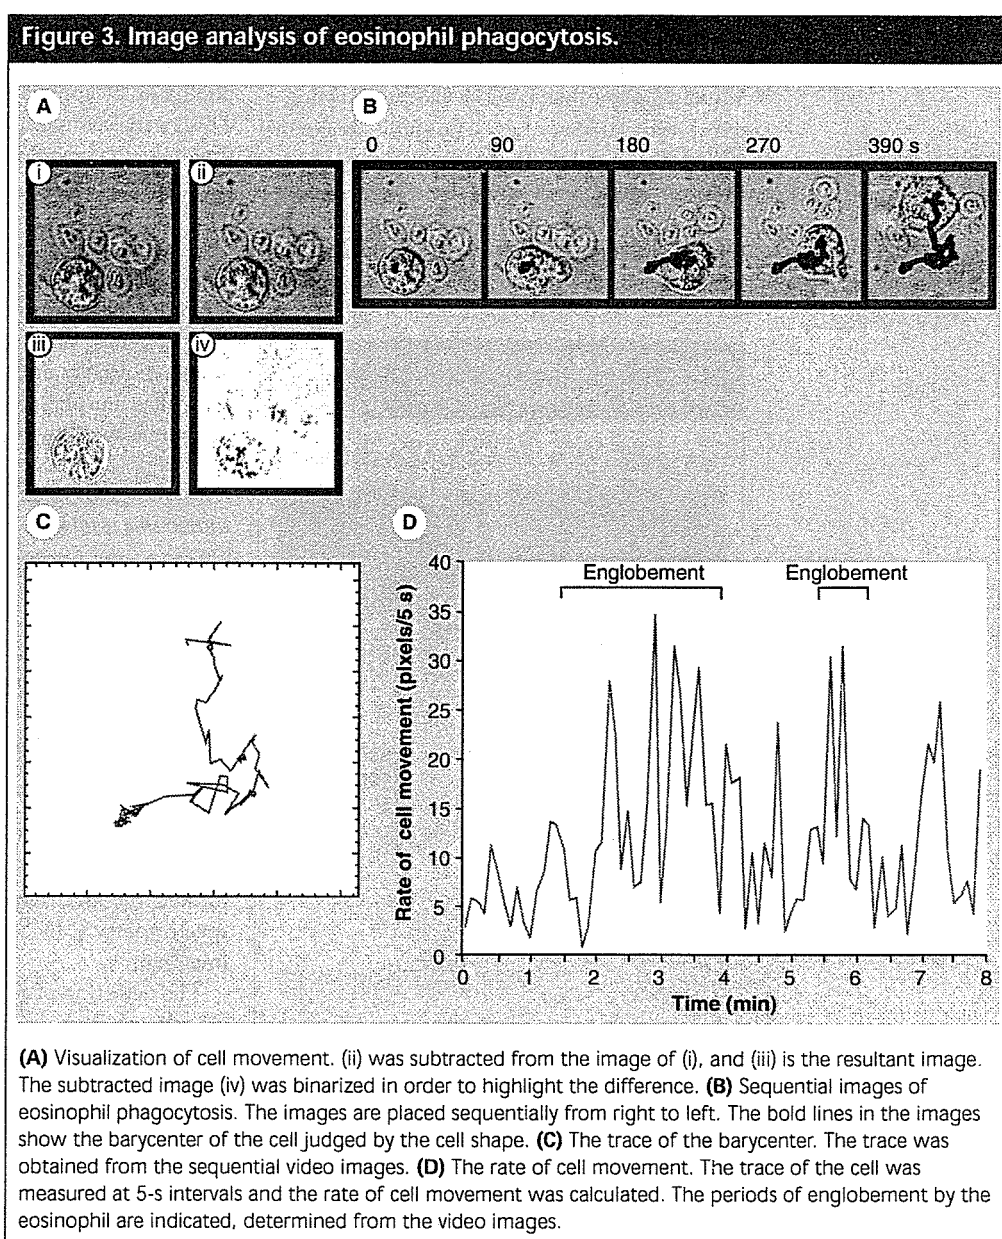 Figure 3. Image analysis of eosinophil phagocytosis.
A
B
0 90 180 270 390 s
i
ii
iii
iv
C
D
40
35
30
25
20
15
10
5
0
Rate of cell movement (pixels/5 s)
Englobement
Englobement
0 1 2 3 4 5 6 7 8
Time (min)
(A) Visualization of cell movement. (ii) was subtracted from the image of (i), and (iii) is the resultant image.
The subtracted image (iv) was binarized in order to highlight the difference. (B) Sequential images of
eosinophil phagocytosis. The images are placed sequentially from right to left. The bold lines in the images
show the barycenter of the cell judged by the cell shape. (C) The trace of the barycenter. The trace was
obtained from the sequential video images. (D) The rate of cell movement. The trace of the cell was
measured at 5-s intervals and the rate of cell movement was calculated. The periods of englobement by the
eosinophil are indicated, determined from the video images.